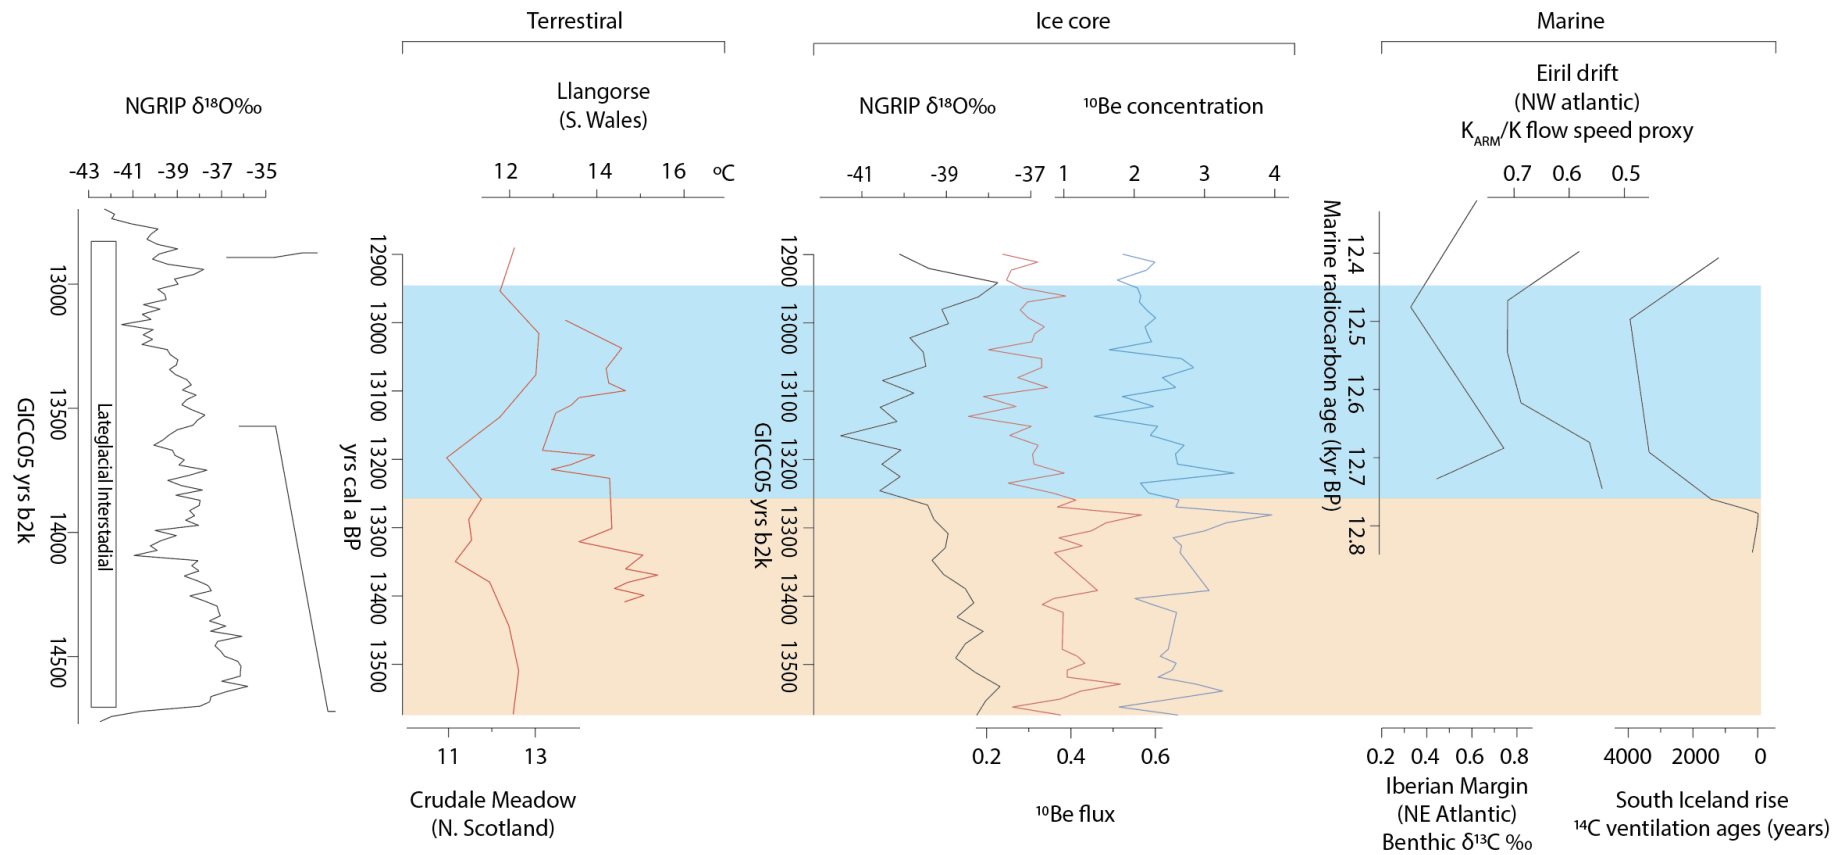 Terrestiral
Ice core
Marine
NGRIP δ¹⁸O‰
Llangorse
(S. Wales)
NGRIP δ¹⁸O‰
¹⁰Be concentration
Eiril drift
(NW atlantic)
K_ARM/K flow speed proxy
-43 -41 -39 -37 -35
12 14 16 ºC
-41 -39 -37
1 2 3 4
0.7 0.6 0.5
GICC05 yrs b2k
13000 13500 14000 14500
Lateglacial Interstadial
yrs cal a BP
12900 13000 13100 13200 13300 13400 13500
GICC05 yrs b2k
12900 13000 13100 13200 13300 13400 13500
Marine radiocarbon age (kyr BP)
12.4 12.5 12.6 12.7 12.8
11 13
Crudale Meadow
(N. Scotland)
0.2 0.4 0.6
¹⁰Be flux
0.2 0.4 0.6 0.8
Iberian Margin
(NE Atlantic)
Benthic δ¹³C ‰
4000 2000 0
South Iceland rise
¹⁴C ventilation ages (years)